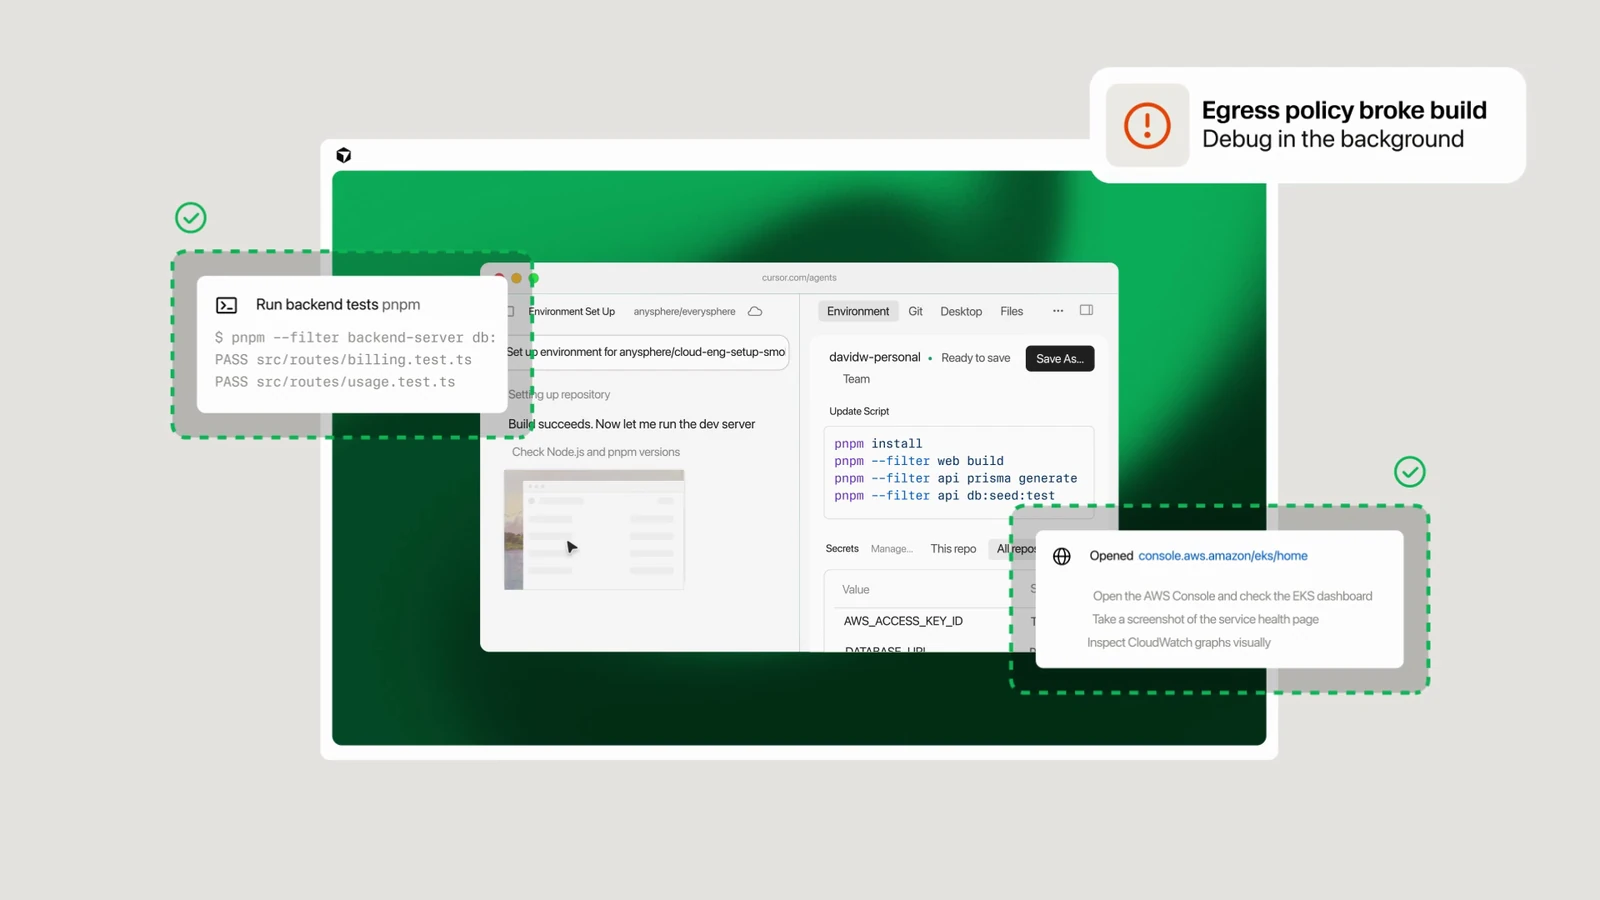 Egress policy broke build
Debug in the background
cursor.com/agents
Run backend tests pnpm
$ pnpm --filter backend-server db:
PASS src/routes/billing.test.ts
PASS src/routes/usage.test.ts
Environment Set Up
anysphere/everysphere
Set up environment for anysphere/cloud-eng-setup-smo
Setting up repository
Build succeeds. Now let me run the dev server
Check Node.js and pnpm versions
Environment
Git
Desktop
Files
davidw-personal
Ready to save
Save As...
Team
Update Script
pnpm install
pnpm --filter web build
pnpm --filter api prisma generate
pnpm --filter api db:seed:test
Secrets
Manage...
This repo
All repos
Value
AWS_ACCESS_KEY_ID
DATABASE_URL
Opened console.aws.amazon/eks/home
Open the AWS Console and check the EKS dashboard
Take a screenshot of the service health page
Inspect CloudWatch graphs visually